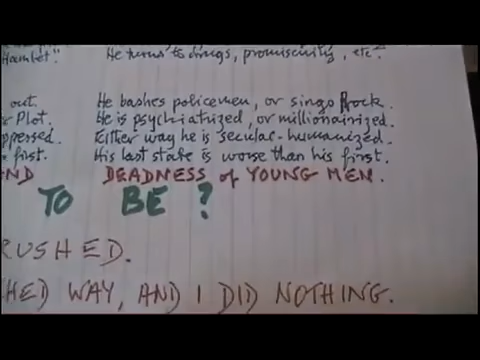 Hamlet". He turns to drugs, promiscuity, etc.
out. He bashes policemen, or sings Rock.
Plot. He is psychiatrized, or millionairized.
ppressed. Either way he is secular-humanized.
first. His last state is worse than his first.
ND DEADNESS of YOUNG MEN.
TO BE ?
RUSHED.
HED WAY, AND I DID NOTHING.